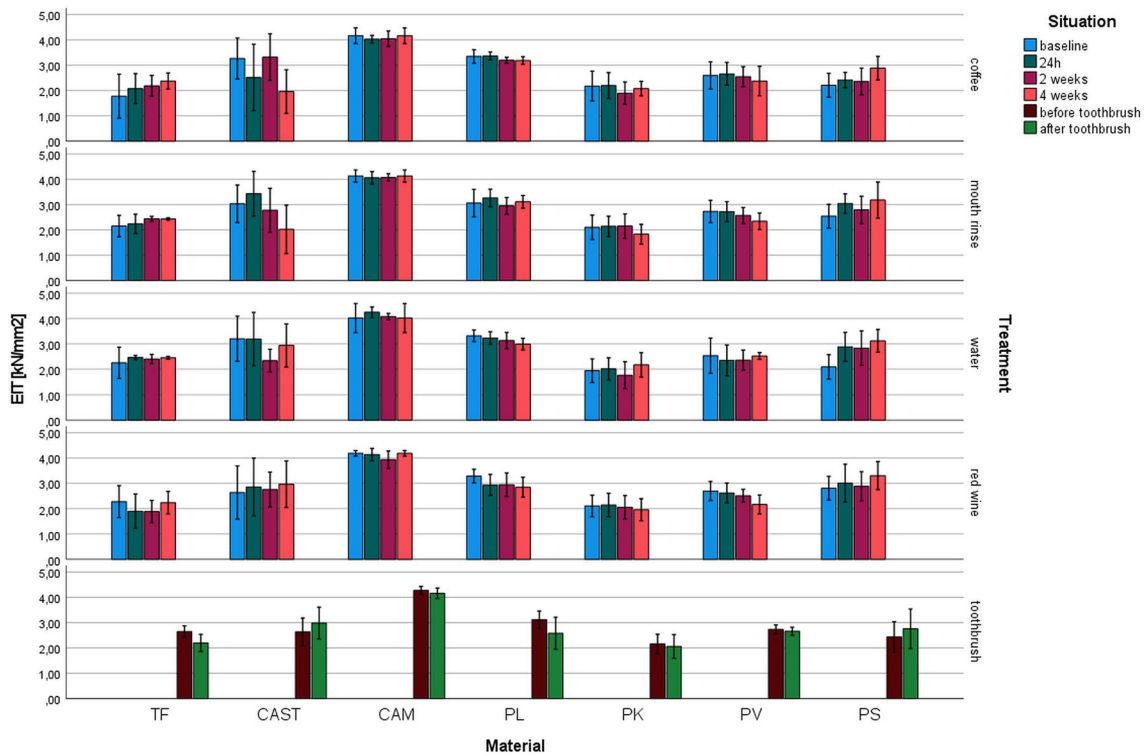 Situation
baseline
24h
2 weeks
4 weeks
before toothbrush
after toothbrush
5,00
4,00
3,00
2,00
1,00
,00
coffee
5,00
4,00
3,00
2,00
1,00
,00
mouth rinse
5,00
4,00
3,00
2,00
1,00
,00
water
5,00
4,00
3,00
2,00
1,00
,00
red wine
5,00
4,00
3,00
2,00
1,00
,00
toothbrush
EIT [kN/mm2]
Treatment
TF CAST CAM PL PK PV PS
Material